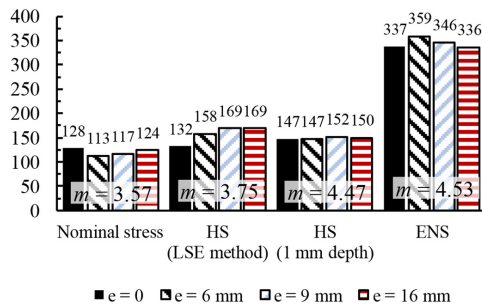 400
350
300
250
200
150
100
50
0
128 113 117 124
132 158 169 169
147 147 152 150
337 359 346 336
m = 3.57
m = 3.75
m = 4.47
m = 4.53
Nominal stress
HS
(LSE method)
HS
(1 mm depth)
ENS
e = 0 e = 6 mm e = 9 mm e = 16 mm